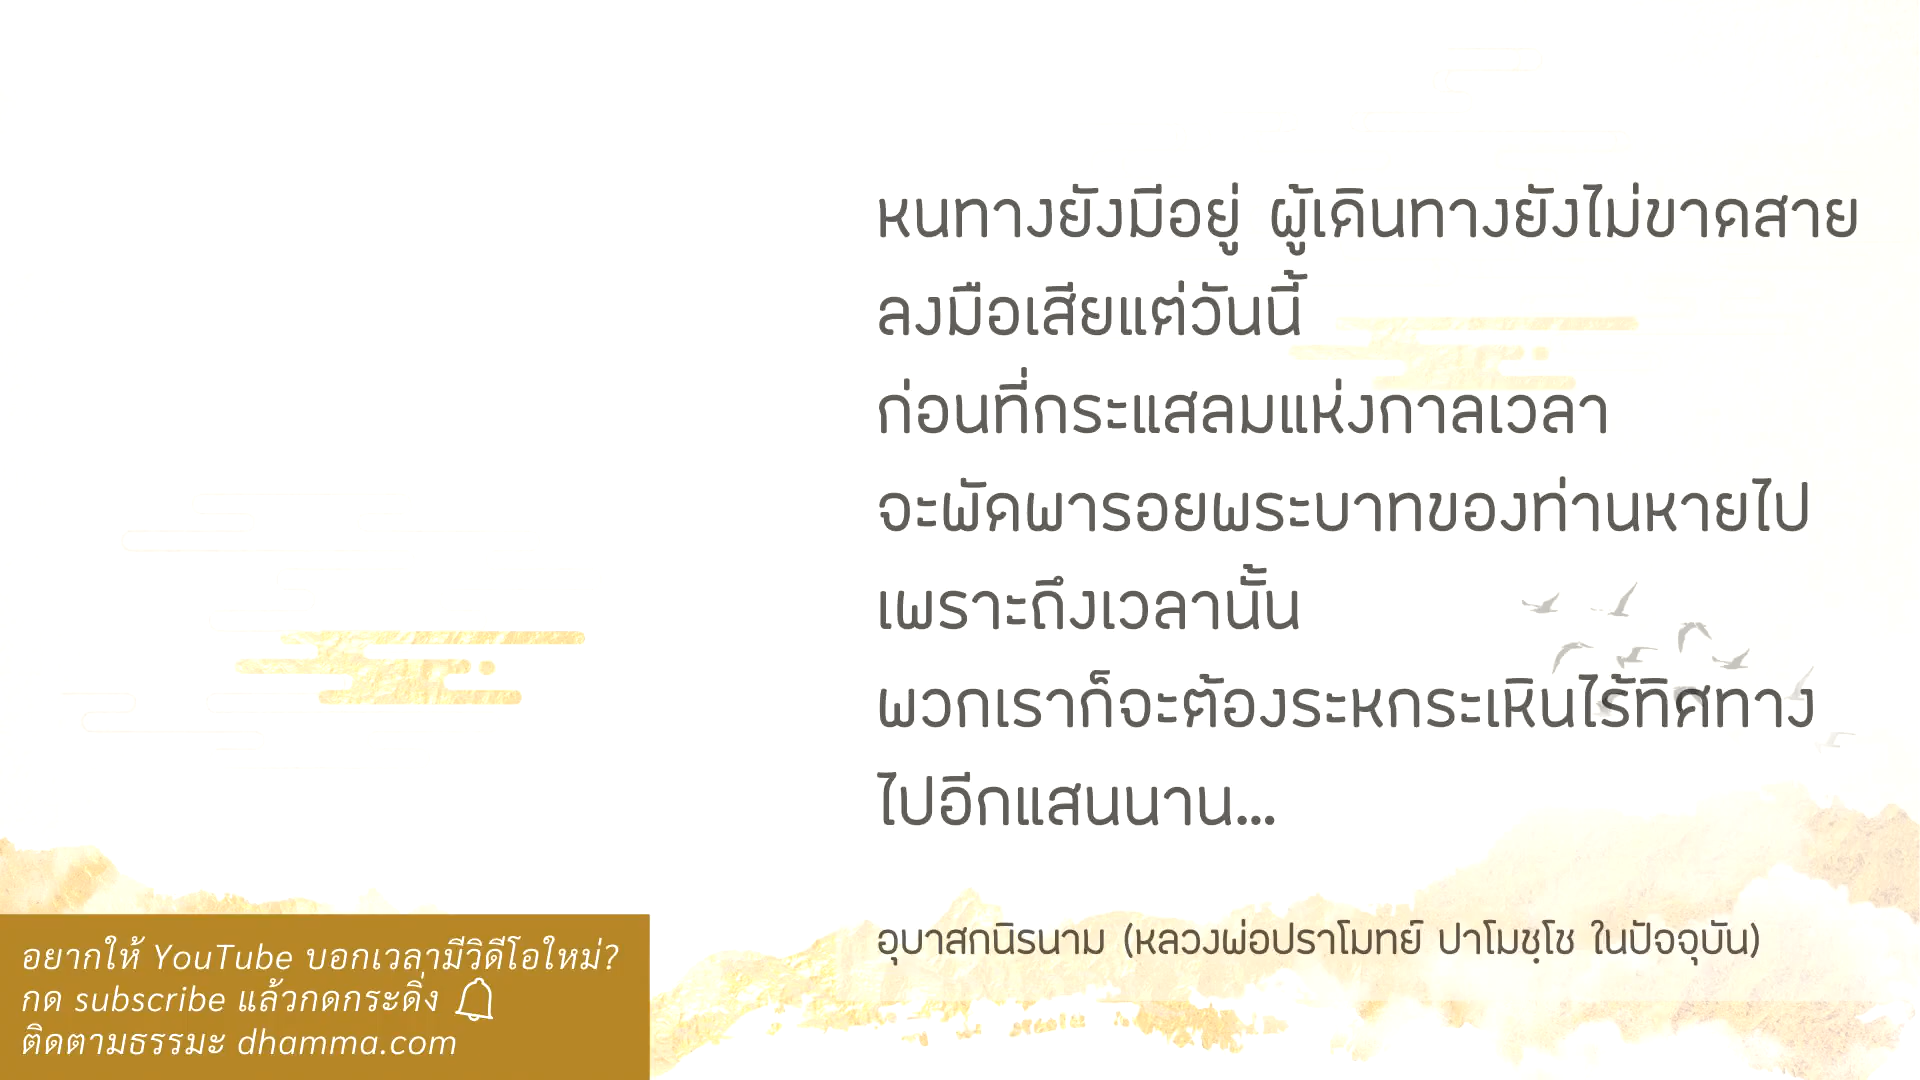 หนทางยังมีอยู่ ผู้เดินทางยังไม่ขาดสาย
ลงมือเสียแต่วันนี้
ก่อนที่กระแสลมแห่งกาลเวลา
จะพัดพารอยพระบาทของท่านหายไป
เพราะถึงเวลานั้น
พวกเราก็จะต้องระหกระเหินไร้ทิศทาง
ไปอีกแสนนาน...
อุบาสกนิรนาม (หลวงพ่อปราโมทย์ ปาโมชฺโช ในปัจจุบัน)
อยากให้ YouTube บอกเวลามีวิดีโอใหม่?
กด subscribe แล้วกดกระดิ่ง
ติดตามธรรมะ dhamma.com